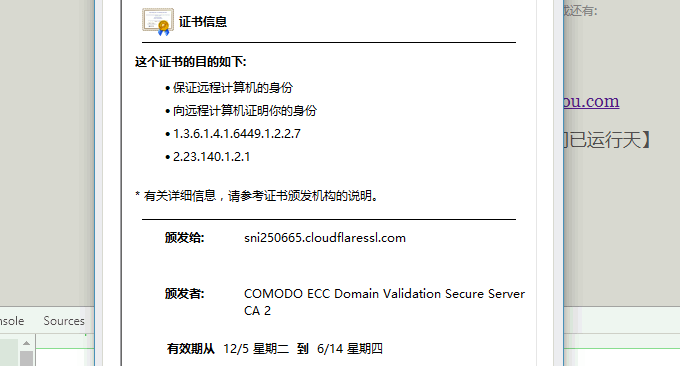 证书信息
这个证书的目的如下:
• 保证远程计算机的身份
• 向远程计算机证明你的身份
• 1.3.6.1.4.1.6449.1.2.2.7
• 2.23.140.1.2.1
* 有关详细信息，请参考证书颁发机构的说明。
颁发给: sni250665.cloudflaressl.com
颁发者: COMODO ECC Domain Validation Secure Server
CA 2
有效期从 12/5 星期二 到 6/14 星期四
还有:
ou.com
已运行天】
Sources